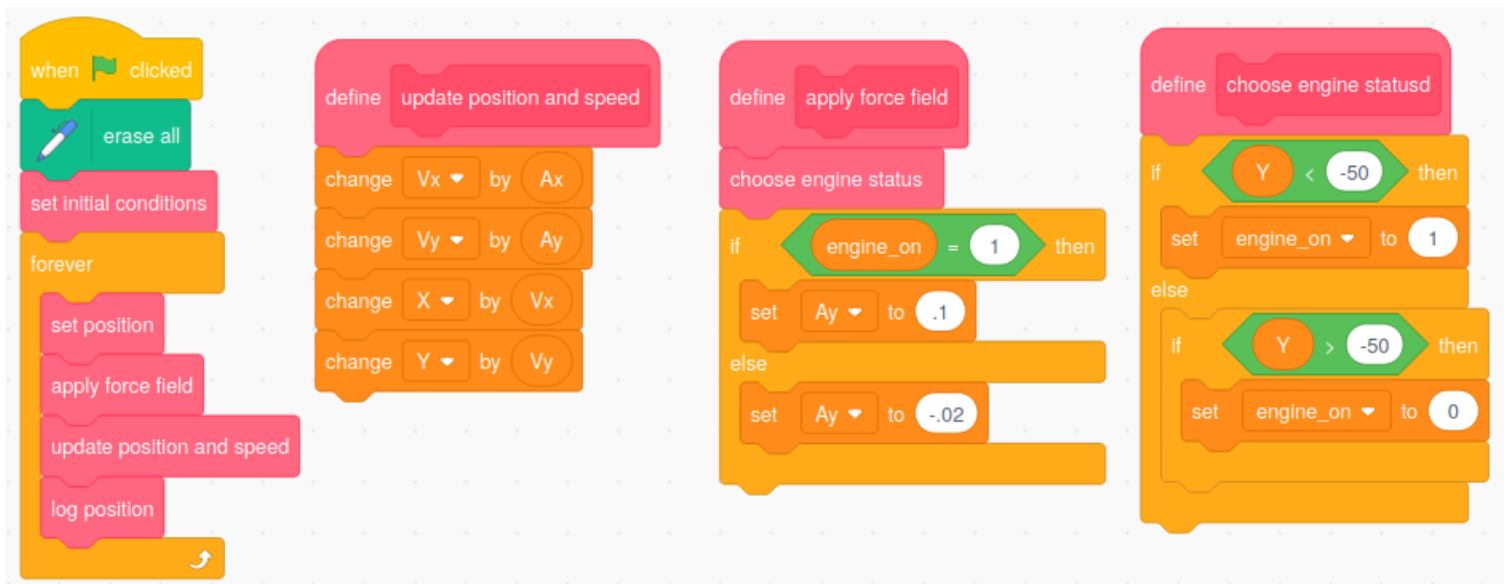 when clicked
erase all
set initial conditions
forever
set position
apply force field
update position and speed
log position
define update position and speed
change Vx by Ax
change Vy by Ay
change X by Vx
change Y by Vy
define apply force field
choose engine status
if engine_on = 1 then
set Ay to .1
else
set Ay to -.02
define choose engine statusd
if Y < -50 then
set engine_on to 1
else
if Y > -50 then
set engine_on to 0